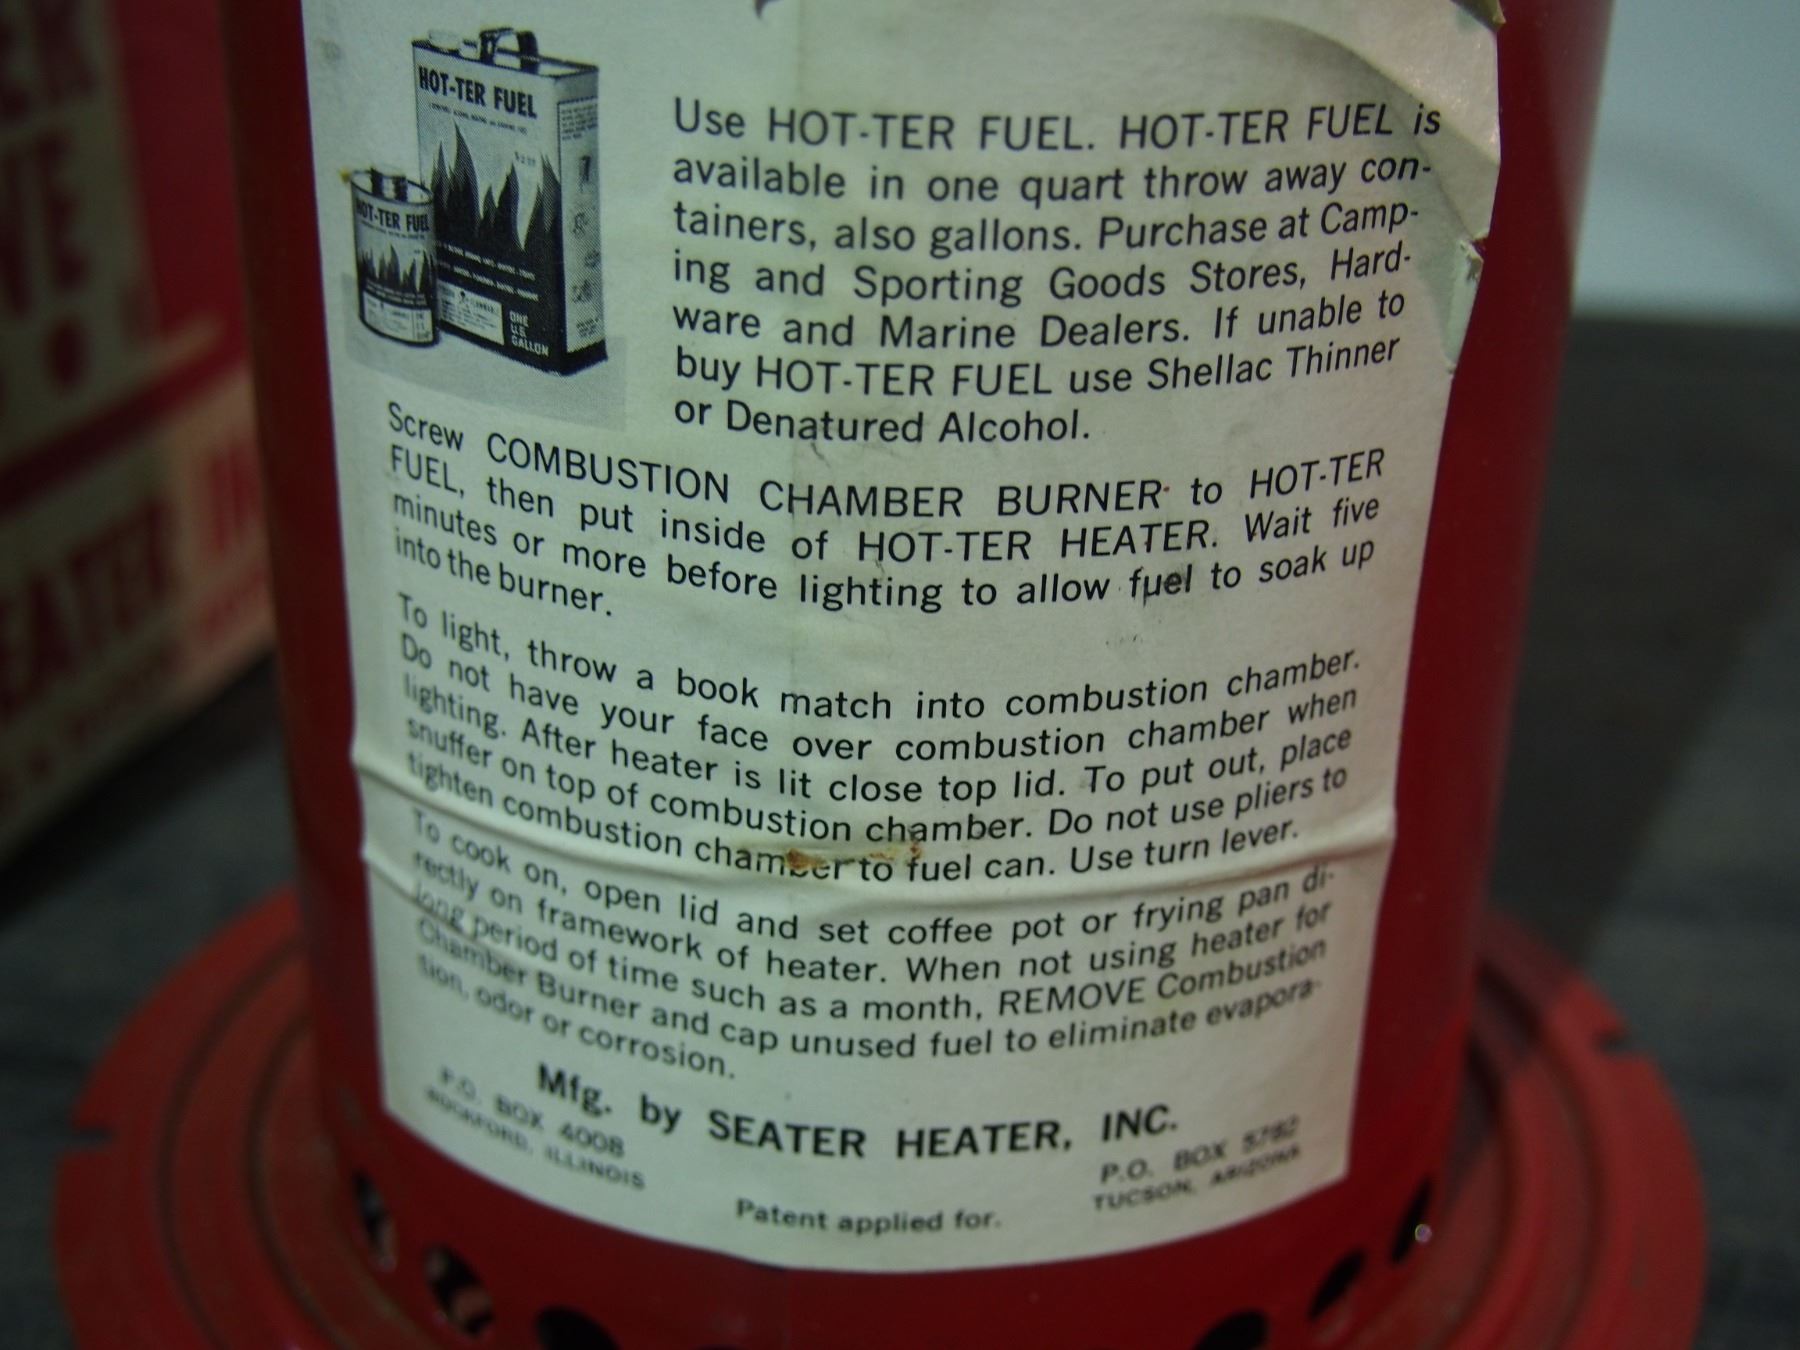 HOT-TER FUEL
HOT-TER FUEL
ONE
U.S.
GALLON
Use HOT-TER FUEL. HOT-TER FUEL is
available in one quart throw away con-
tainers, also gallons. Purchase at Camp-
ing and Sporting Goods Stores, Hard-
ware and Marine Dealers. If unable to
buy HOT-TER FUEL use Shellac Thinner
or Denatured Alcohol.
Screw COMBUSTION CHAMBER BURNER to HOT-TER
FUEL, then put inside of HOT-TER HEATER. Wait five
minutes or more before lighting to allow fuel to soak up
into the burner.
To light, throw a book match into combustion chamber.
Do not have your face over combustion chamber when
lighting. After heater is lit close top lid. To put out, place
snuffer on top of combustion chamber. Do not use pliers to
tighten combustion chamber to fuel can. Use turn lever.
To cook on, open lid and set coffee pot or frying pan di-
rectly on framework of heater. When not using heater for
long period of time such as a month, REMOVE Combustion
Chamber Burner and cap unused fuel to eliminate evapora-
tion, odor or corrosion.
Mfg. by SEATER HEATER, INC.
P.O. BOX 4008
ROCKFORD, ILLINOIS
P.O. BOX 5782
TUCSON, ARIZONA
Patent applied for.
EATER